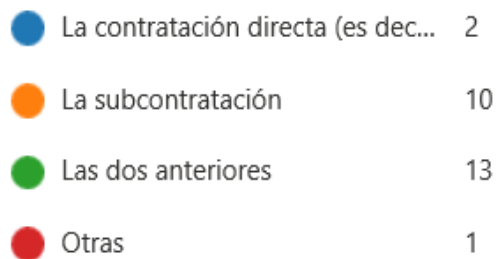 La contratación directa (es dec... 2
La subcontratación 10
Las dos anteriores 13
Otras 1